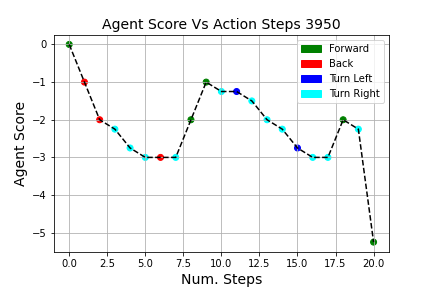 Agent Score Vs Action Steps 3950
Forward
Back
Turn Left
Turn Right
Agent Score
0
−1
−2
−3
−4
−5
0.0 2.5 5.0 7.5 10.0 12.5 15.0 17.5 20.0
Num. Steps